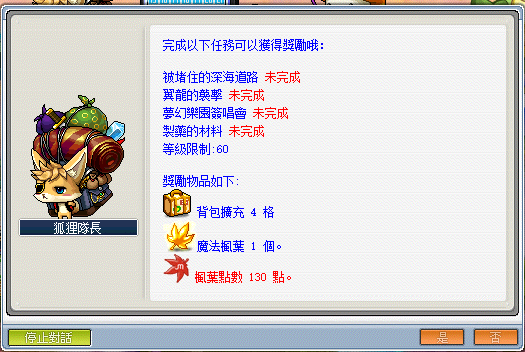 完成以下任務可以獲得獎勵哦:
被堵住的深海道路 未完成
翼龍的襲擊 未完成
夢幻樂園簽唱會 未完成
製藥的材料 未完成
等級限制:60
獎勵物品如下:
背包擴充 4 格
魔法楓葉 1 個。
楓葉點數 130 點。
狐狸隊長
停止對話
是
否